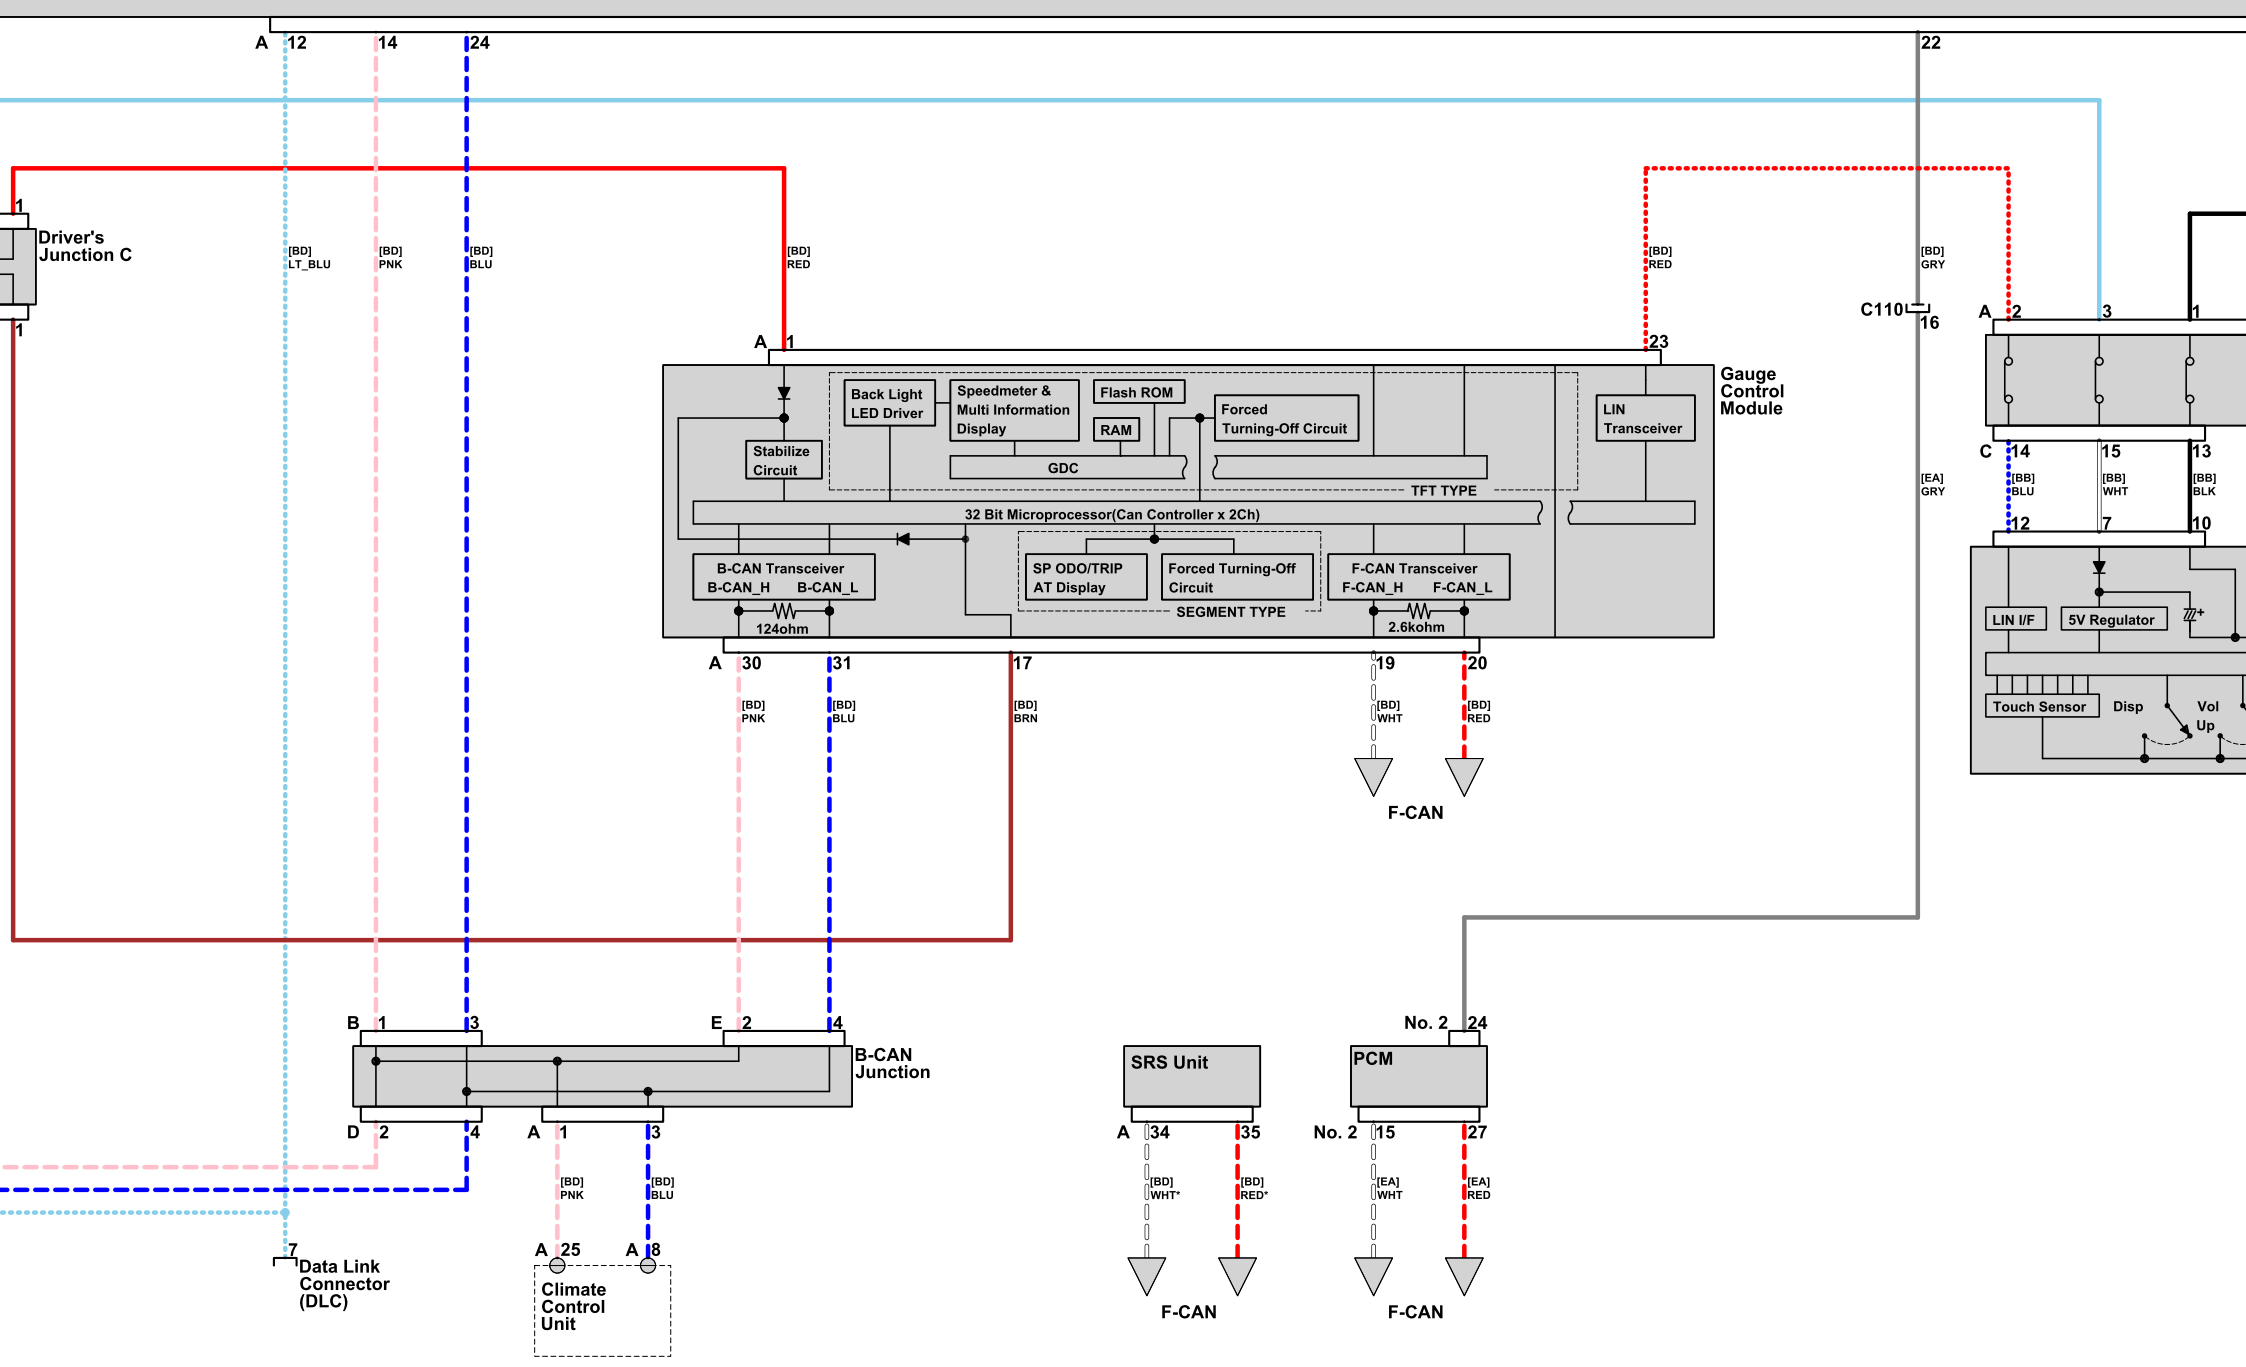 A 12 14 24 22
1
Driver's
Junction C
1
[BD]
LT_BLU
[BD]
PNK
[BD]
BLU
[BD]
RED
[BD]
RED
[BD]
GRY
C110
16
A 2 3 1
A 1 23
Gauge
Control
Module
Back Light
LED Driver
Speedmeter &
Multi Information
Display
Flash ROM
RAM
Forced
Turning-Off Circuit
LIN
Transceiver
Stabilize
Circuit
GDC
TFT TYPE
32 Bit Microprocessor(Can Controller x 2Ch)
B-CAN Transceiver
B-CAN_H B-CAN_L
124ohm
SP ODO/TRIP
AT Display
Forced Turning-Off
Circuit
SEGMENT TYPE
F-CAN Transceiver
F-CAN_H F-CAN_L
2.6kohm
C 14 15 13
[EA]
GRY
[BB]
BLU
[BB]
WHT
[BB]
BLK
12 7 10
LIN I/F
5V Regulator
+
Touch Sensor
Disp
Vol
Up
A 30 31 17 19 20
[BD]
PNK
[BD]
BLU
[BD]
BRN
[BD]
WHT
[BD]
RED
F-CAN
B 1 3
E 2 4
B-CAN
Junction
D 2 4
A 1 3
[BD]
PNK
[BD]
BLU
A 25 A 8
Climate
Control
Unit
7
Data Link
Connector
(DLC)
SRS Unit
A 34 35
[BD]
WHT*
[BD]
RED*
F-CAN
No. 2 24
PCM
No. 2 15 27
[EA]
WHT
[EA]
RED
F-CAN